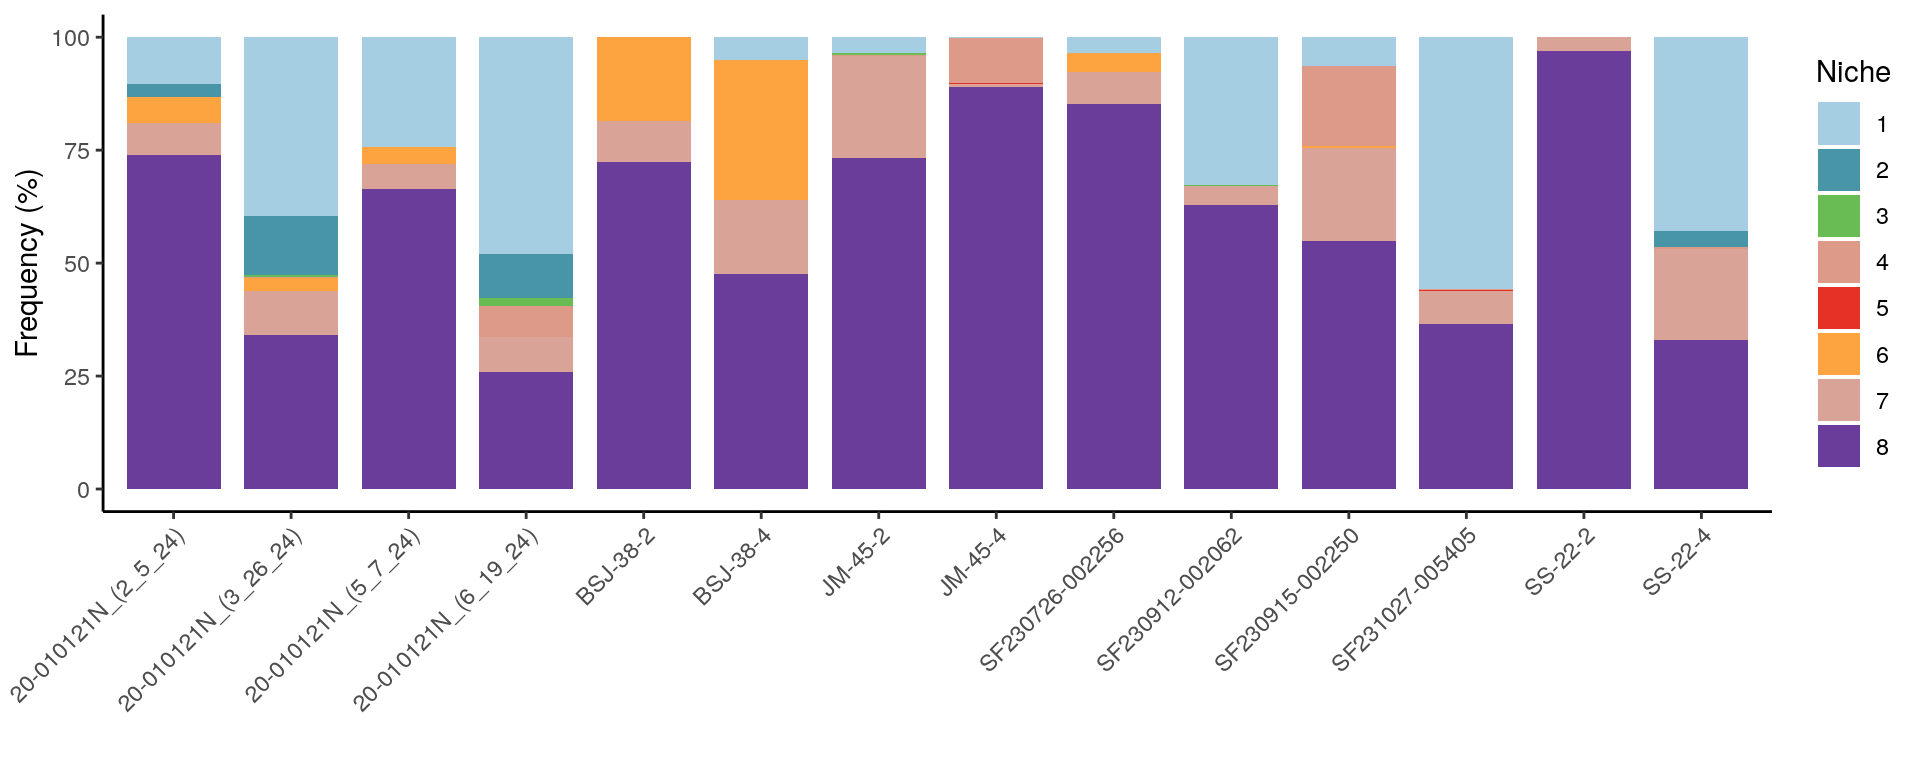 Frequency (%)
100
75
50
25
0
20-010121N_(2_5_24)
20-010121N_(3_26_24)
20-010121N_(5_7_24)
20-010121N_(6_19_24)
BSJ-38-2
BSJ-38-4
JM-45-2
JM-45-4
SF230726-002256
SF230912-002062
SF230915-002250
SF231027-005405
SS-22-2
SS-22-4
Niche
1
2
3
4
5
6
7
8